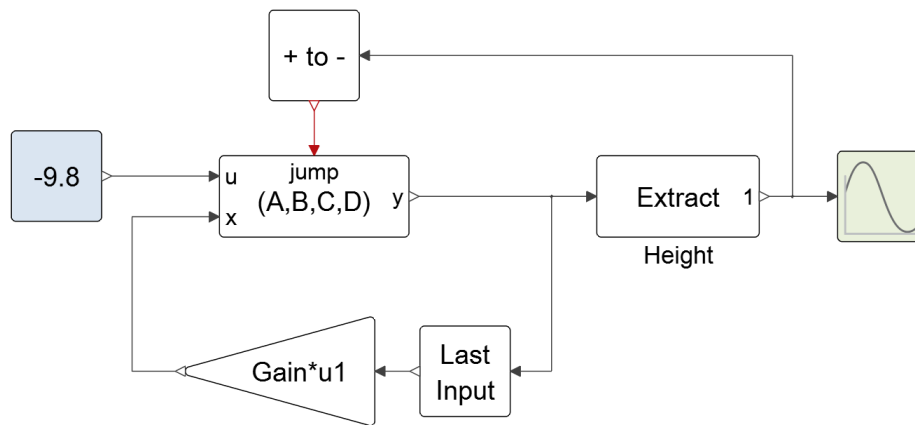 + to -
-9.8
u
jump
(A,B,C,D)
y
x
Extract
1
Height
Gain*u1
Last
Input